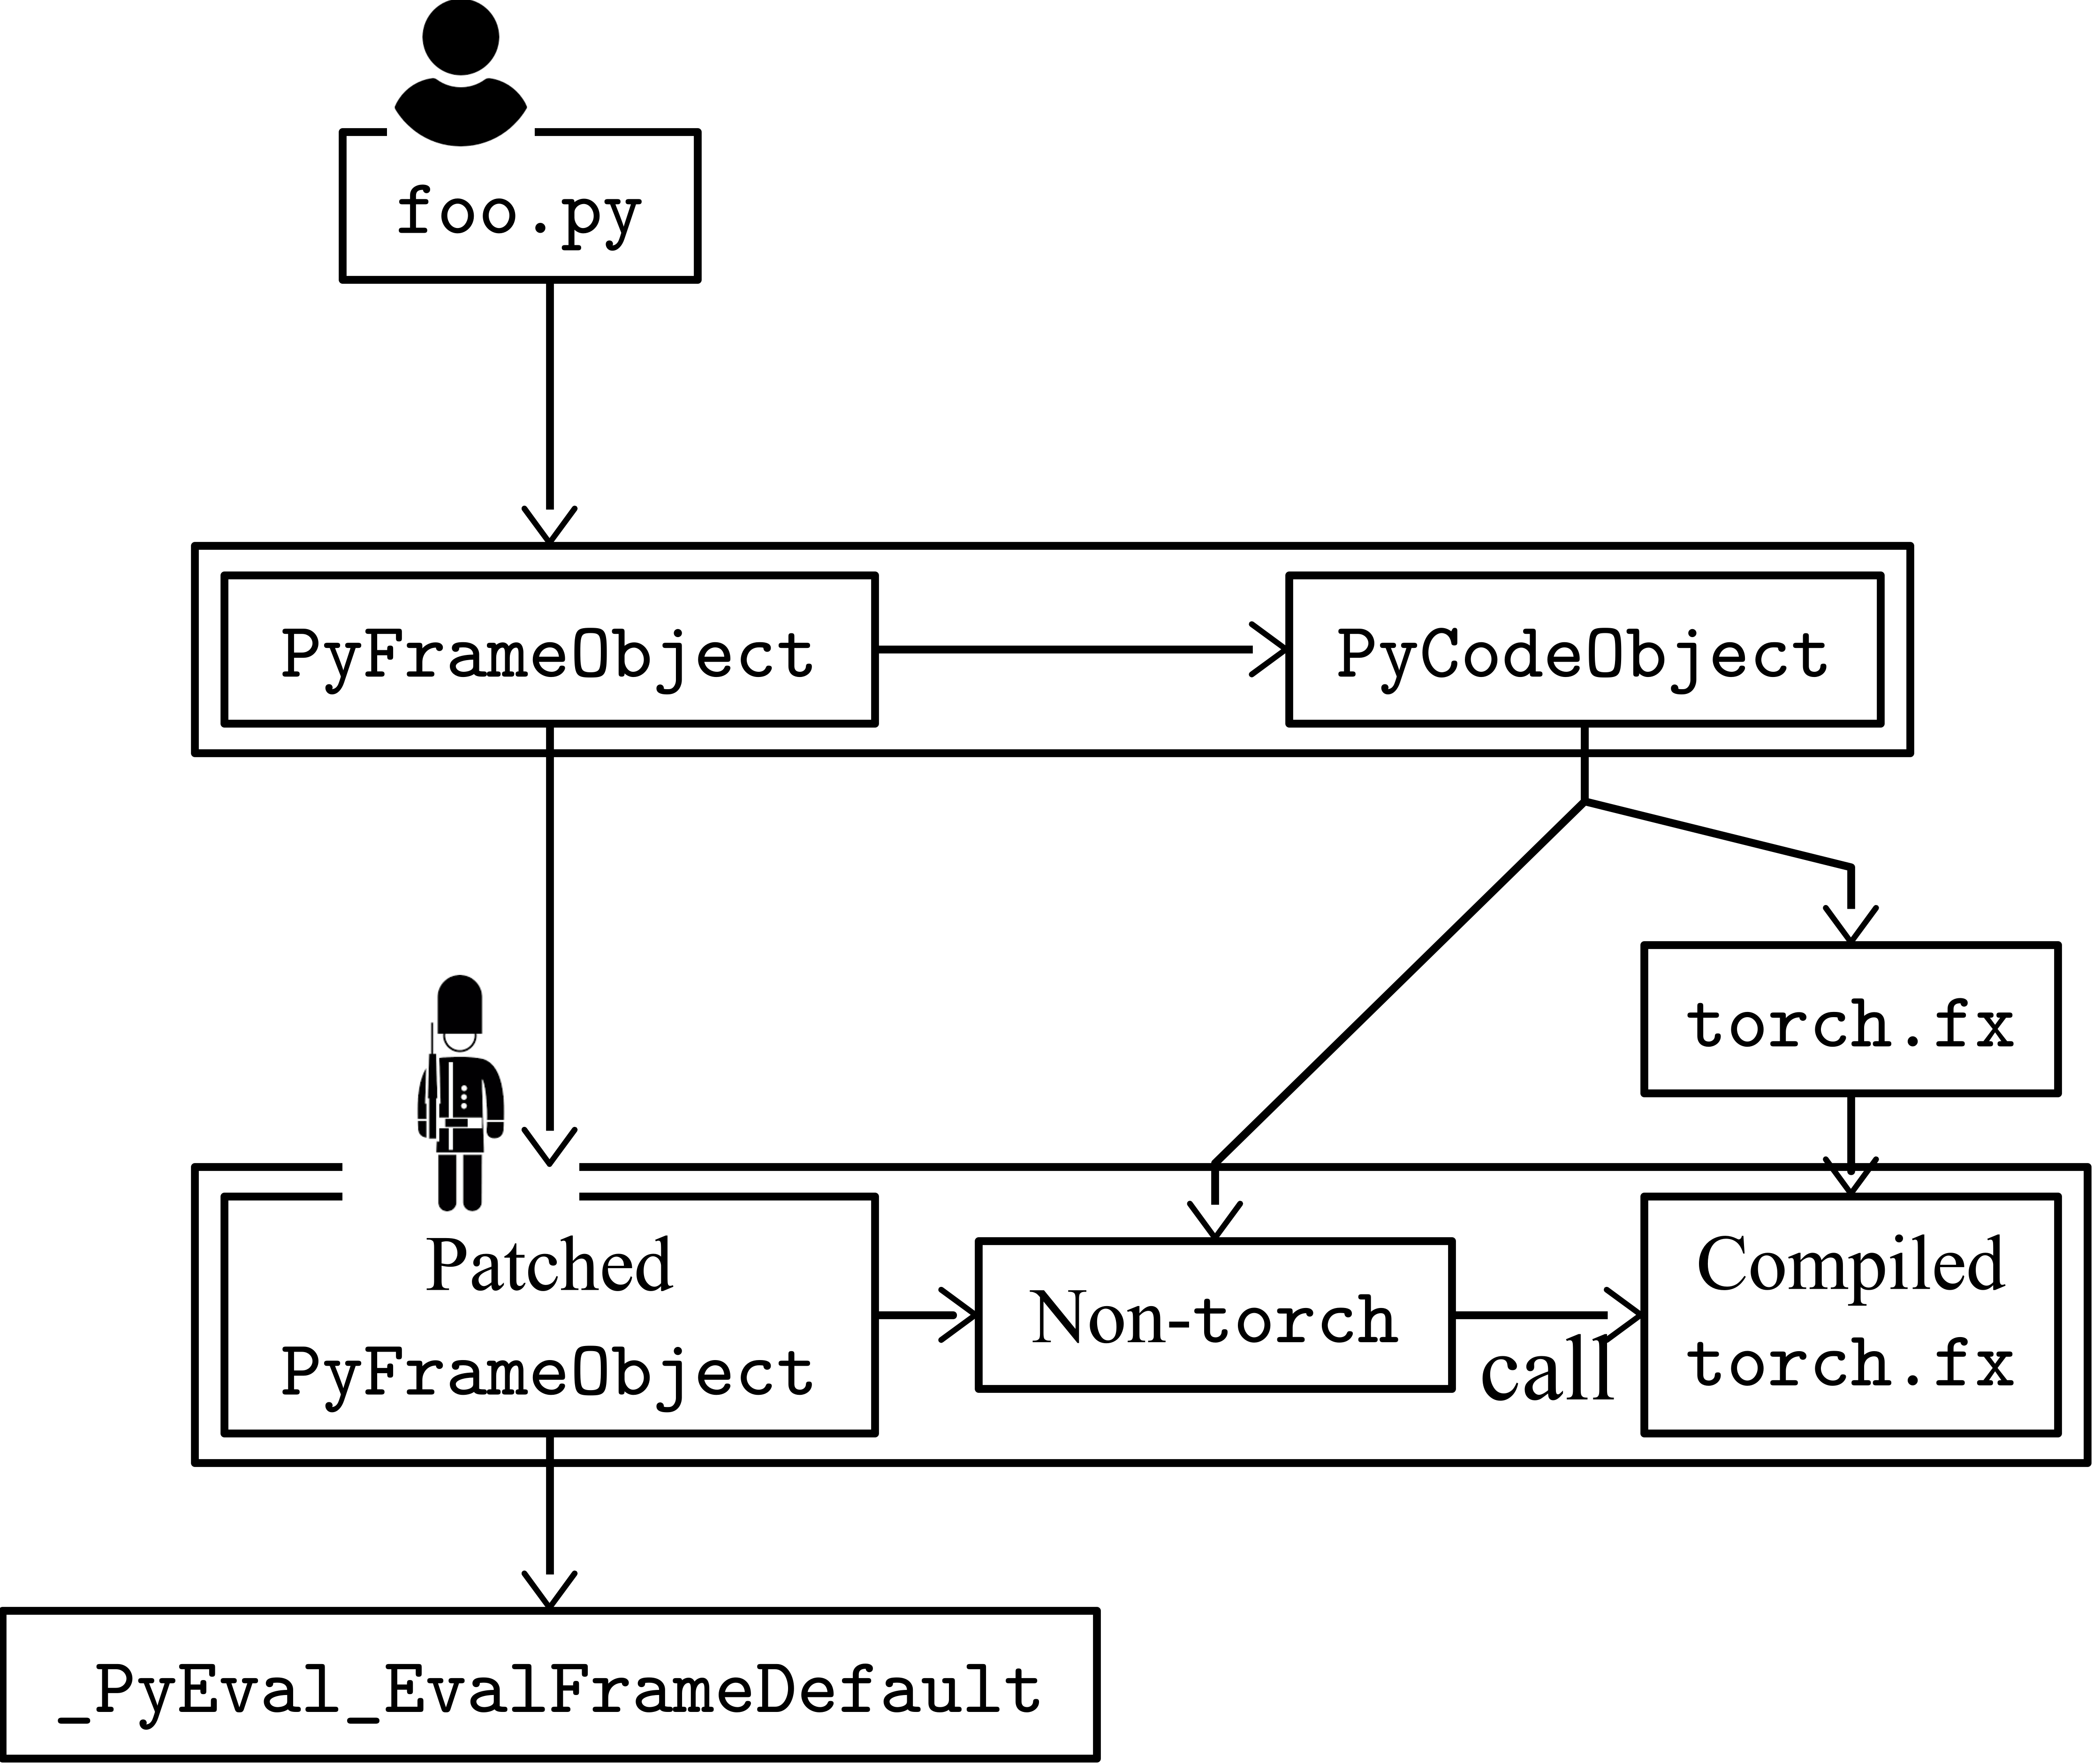 foo.py
PyFrameObject
PyCodeObject
torch.fx
Patched
PyFrameObject
Non-torch
call
Compiled
torch.fx
_PyEval_EvalFrameDefault